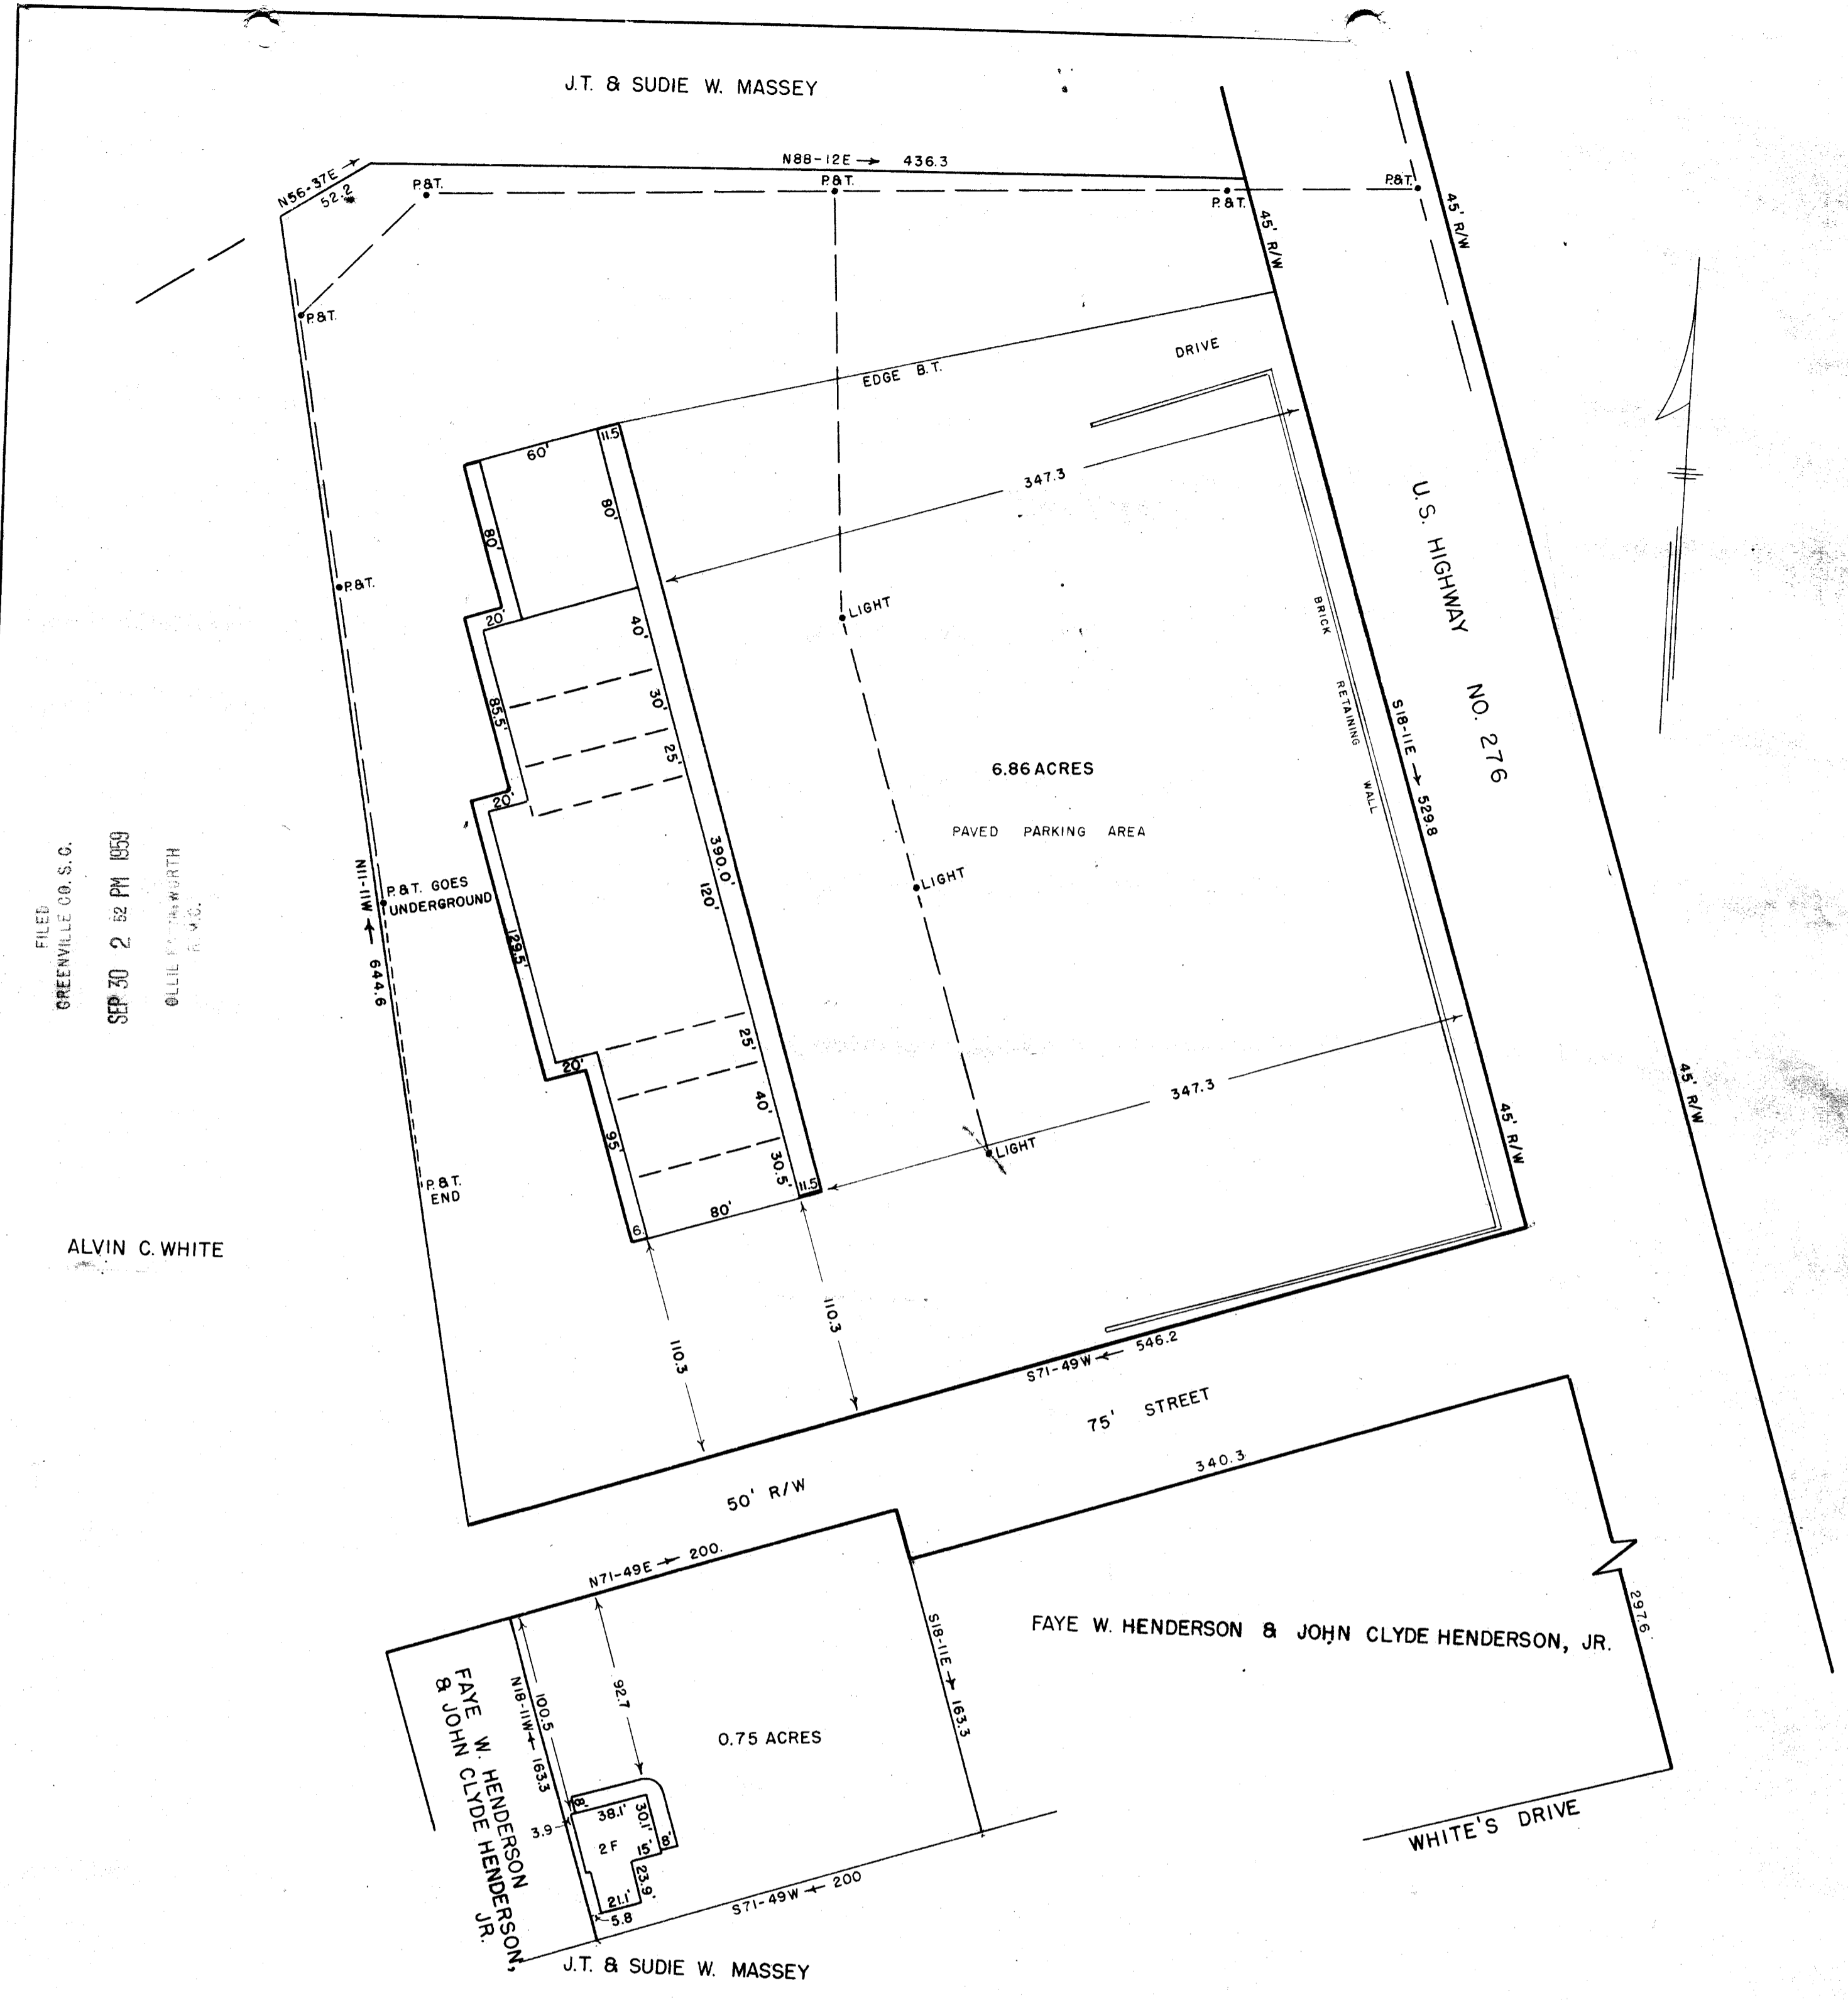 J.T. & SUDIE W. MASSEY
N56-37E
52.2
N88-12E 436.3
P.&T.
P.&T.
P.&T.
P.&T.
P.&T.
45' R/W
45' R/W
DRIVE
EDGE B.T.
60'
11.5
80'
80'
347.3
P.&T.
20'
40'
LIGHT
U.S. HIGHWAY NO. 276
BRICK RETAINING WALL
85.5'
30'
25'
S18-11E 529.8
6.86 ACRES
PAVED PARKING AREA
20'
390.0'
120'
LIGHT
N11-11W 644.6
P.&T. GOES
UNDERGROUND
129.5'
FILED
GREENVILLE CO. S. C.
SEP 30 2 52 PM 1959
OLLIE
R.M.C.
25'
20'
40'
347.3
95'
30.5'
11.5
LIGHT
45' R/W
45' R/W
P.&T.
END
80'
6.
ALVIN C. WHITE
110.3
110.3
S71-49W 546.2
75' STREET
50' R/W
340.3
N71-49E 200.
S18-11E 163.3
FAYE W. HENDERSON & JOHN CLYDE HENDERSON, JR.
297.6
FAYE W. HENDERSON
& JOHN CLYDE HENDERSON,
JR.
N18-11W 163.3
100.5
92.7
0.75 ACRES
8'
38.1'
30.1'
3.9
2 F
15'
8'
23.9'
21.1'
5.8
S71-49W 200
WHITE'S DRIVE
J.T. & SUDIE W. MASSEY